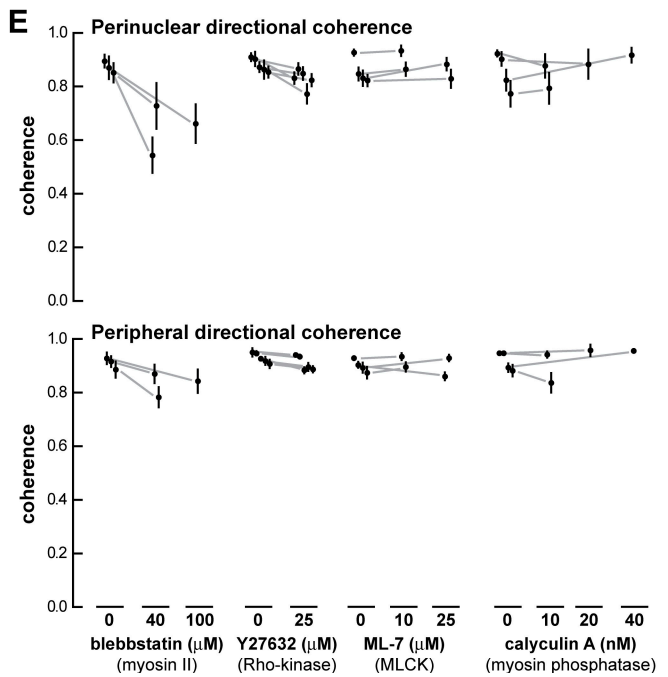 E
Perinuclear directional coherence
1.0
0.8
0.6
0.4
0.2
0.0
coherence
Peripheral directional coherence
1.0
0.8
0.6
0.4
0.2
0.0
coherence
0 40 100 0 25 0 10 25 0 10 20 40
blebbstatin (μM) Y27632 (μM) ML-7 (μM) calyculin A (nM)
(myosin II) (Rho-kinase) (MLCK) (myosin phosphatase)